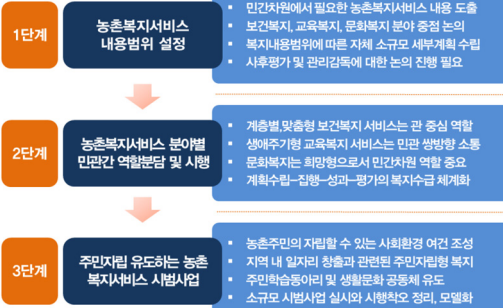 1단계
농촌복지서비스
내용범위 설정
▪ 민간차원에서 필요한 농촌복지서비스 내용 도출
▪ 보건복지, 교육복지, 문화복지 분야 중점 논의
▪ 복지내용범위에 따른 자체 소규모 세부계획 수립
▪ 사후평가 및 관리감독에 대한 논의 진행 필요
2단계
농촌복지서비스 분야별
민관간 역할분담 및 시행
▪ 계층별,맞춤형 보건복지 서비스는 관 중심 역할
▪ 생애주기형 교육복지 서비스는 민관 쌍방향 소통
▪ 문화복지는 희망형으로서 민간차원 역할 중요
▪ 계획수립–집행–성과–평가의 복지수급 체계화
3단계
주민자립 유도하는 농촌
복지서비스 시범사업
▪ 농촌주민의 자립할 수 있는 사회환경 여건 조성
▪ 지역 내 일자리 창출과 관련된 주민자립형 복지
▪ 주민학습동아리 및 생활문화 공동체 유도
▪ 소규모 시범사업 실시와 시행착오 정리, 모델화